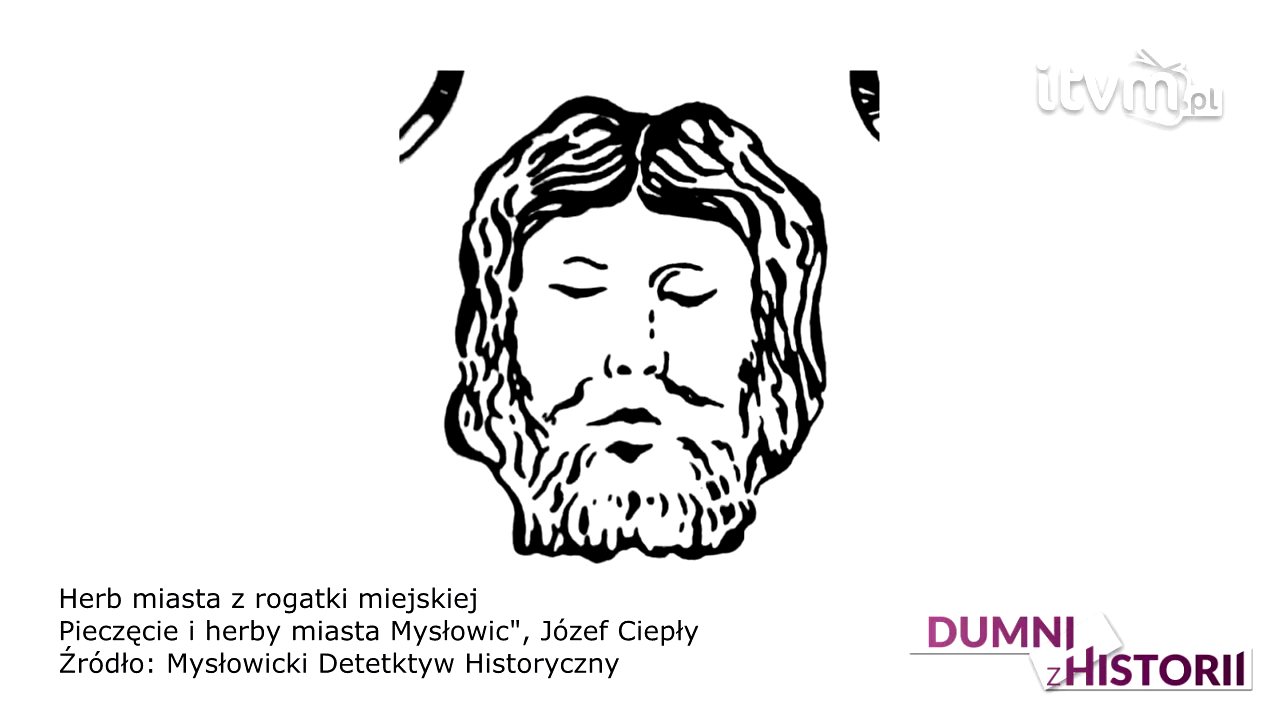 itvm.pl
Herb miasta z rogatki miejskiej
Pieczęcie i herby miasta Mysłowic", Józef Ciepły
Źródło: Mysłowicki Detetktyw Historyczny
DUMNI
z HISTORII